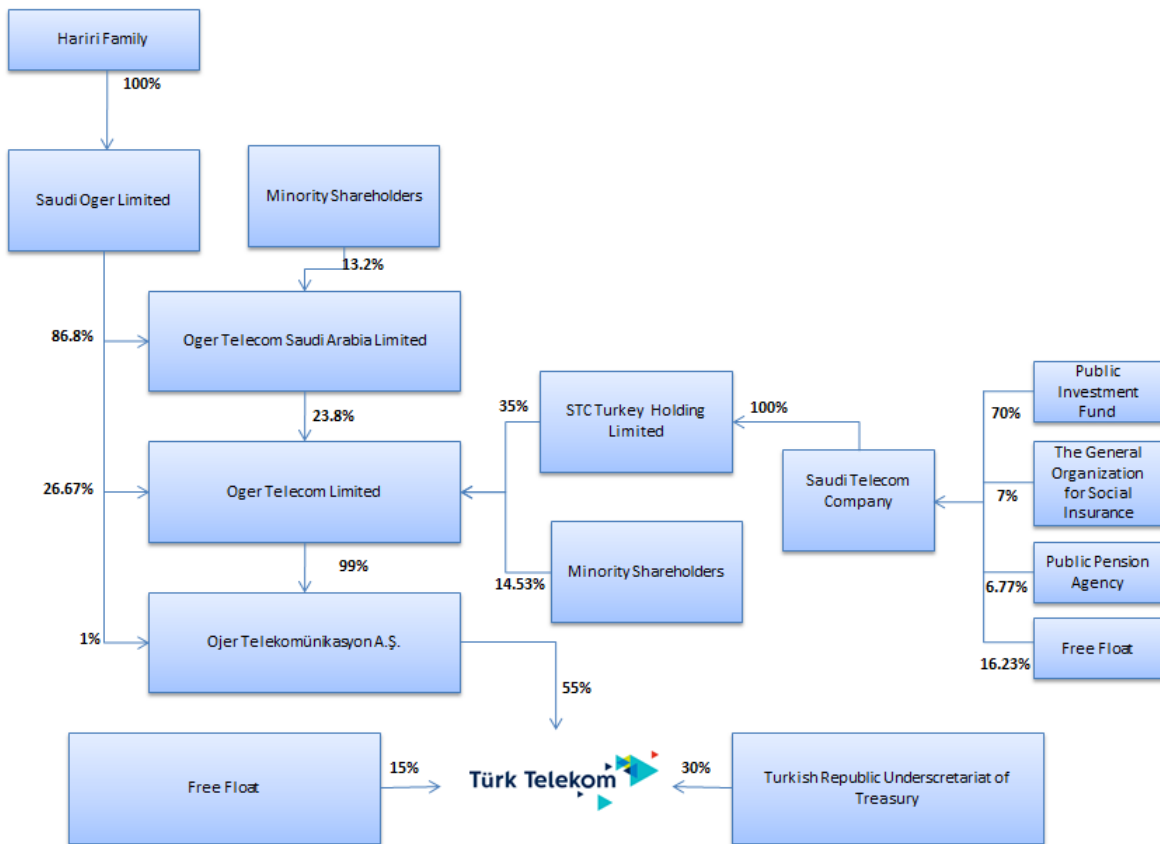 Hariri Family
100%
Saudi Oger Limited
Minority Shareholders
13.2%
86.8%
Oger Telecom Saudi Arabia Limited
23.8%
26.67%
Oger Telecom Limited
99%
1%
Ojer Telekomünikasyon A.Ş.
55%
35%
STC Turkey Holding
Limited
100%
14.53%
Minority Shareholders
Saudi Telecom
Company
70%
Public
Investment
Fund
7%
The General
Organization
for Social
Insurance
6.77%
Public Pension
Agency
16.23%
Free Float
Free Float
15%
Türk Telekom
30%
Turkish Republic Underscretariat of
Treasury